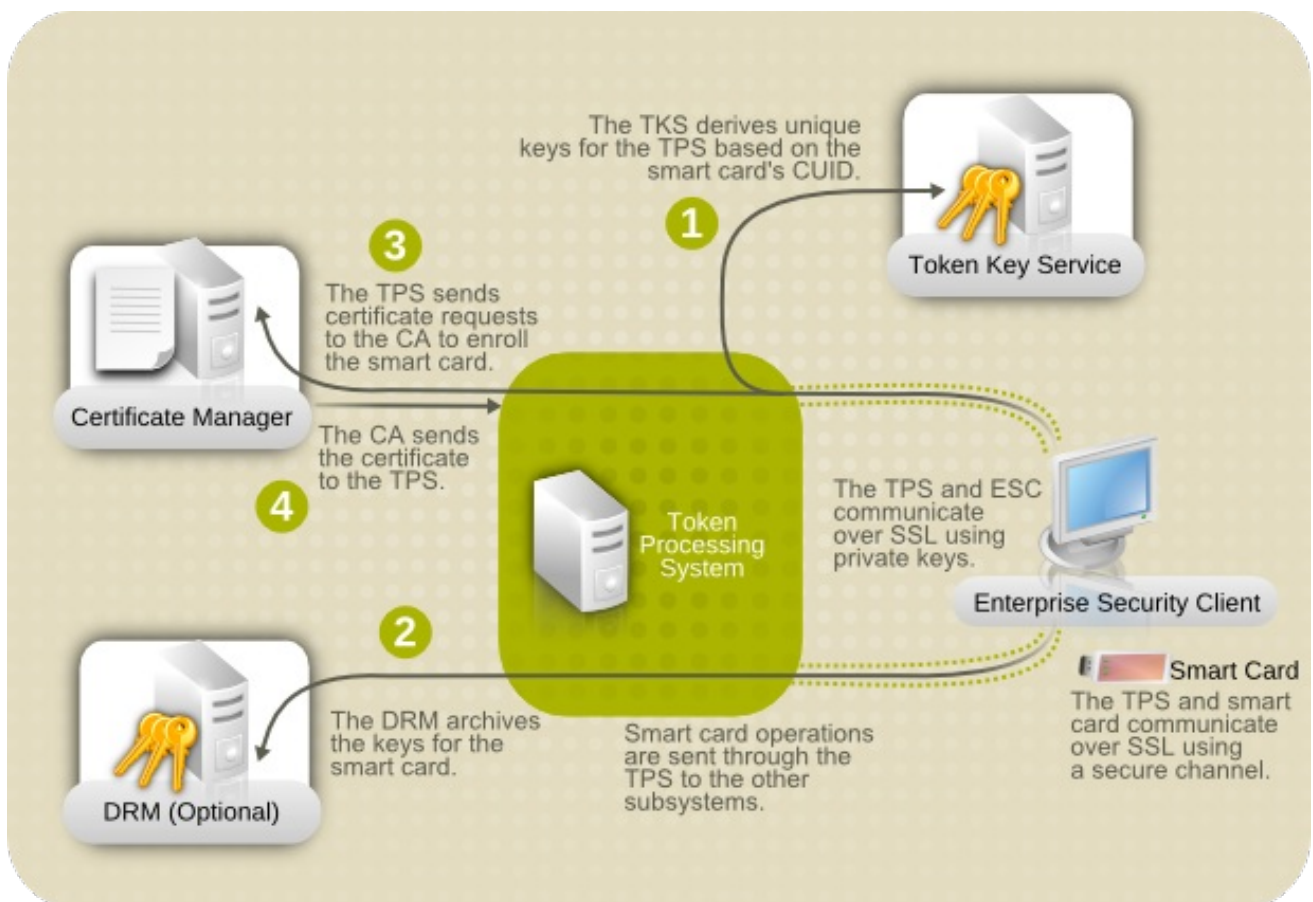 The TKS derives unique
keys for the TPS based on the
smart card's CUID.
1
Token Key Service
3
The TPS sends
certificate requests
to the CA to enroll
the smart card.
Certificate Manager
The CA sends
the certificate
to the TPS.
4
Token
Processing
System
The TPS and ESC
communicate
over SSL using
private keys.
Enterprise Security Client
2
The DRM archives
the keys for the
smart card.
DRM (Optional)
Smart card operations
are sent through the
TPS to the other
subsystems.
Smart Card
The TPS and smart
card communicate
over SSL using
a secure channel.